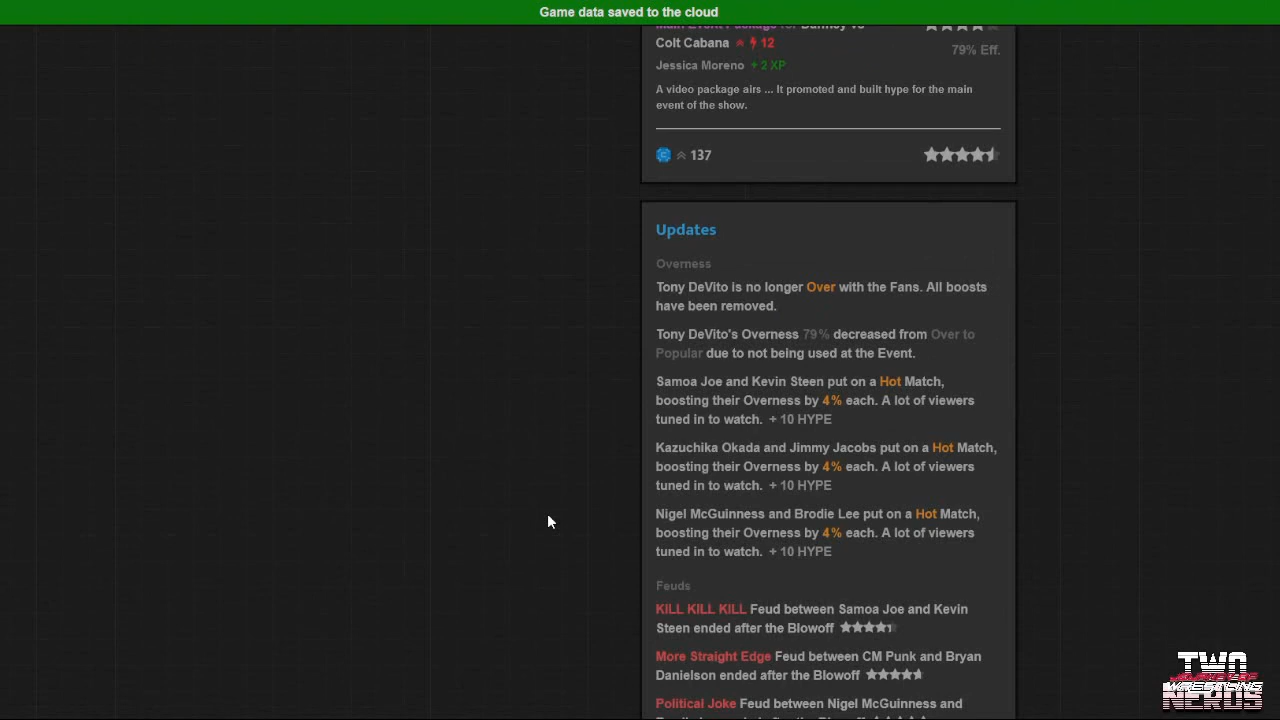 Game data saved to the cloud
Colt Cabana 12
79% Eff.
Jessica Moreno + 2 XP
A video package airs ... It promoted and built hype for the main
event of the show.
137
Updates
Overness
Tony DeVito is no longer Over with the Fans. All boosts
have been removed.
Tony DeVito's Overness 79% decreased from Over to
Popular due to not being used at the Event.
Samoa Joe and Kevin Steen put on a Hot Match,
boosting their Overness by 4% each. A lot of viewers
tuned in to watch. + 10 HYPE
Kazuchika Okada and Jimmy Jacobs put on a Hot Match,
boosting their Overness by 4% each. A lot of viewers
tuned in to watch. + 10 HYPE
Nigel McGuinness and Brodie Lee put on a Hot Match,
boosting their Overness by 4% each. A lot of viewers
tuned in to watch. + 10 HYPE
Feuds
KILL KILL KILL Feud between Samoa Joe and Kevin
Steen ended after the Blowoff
More Straight Edge Feud between CM Punk and Bryan
Danielson ended after the Blowoff
Political Joke Feud between Nigel McGuinness and
TWO
WRESTLING
NERDS